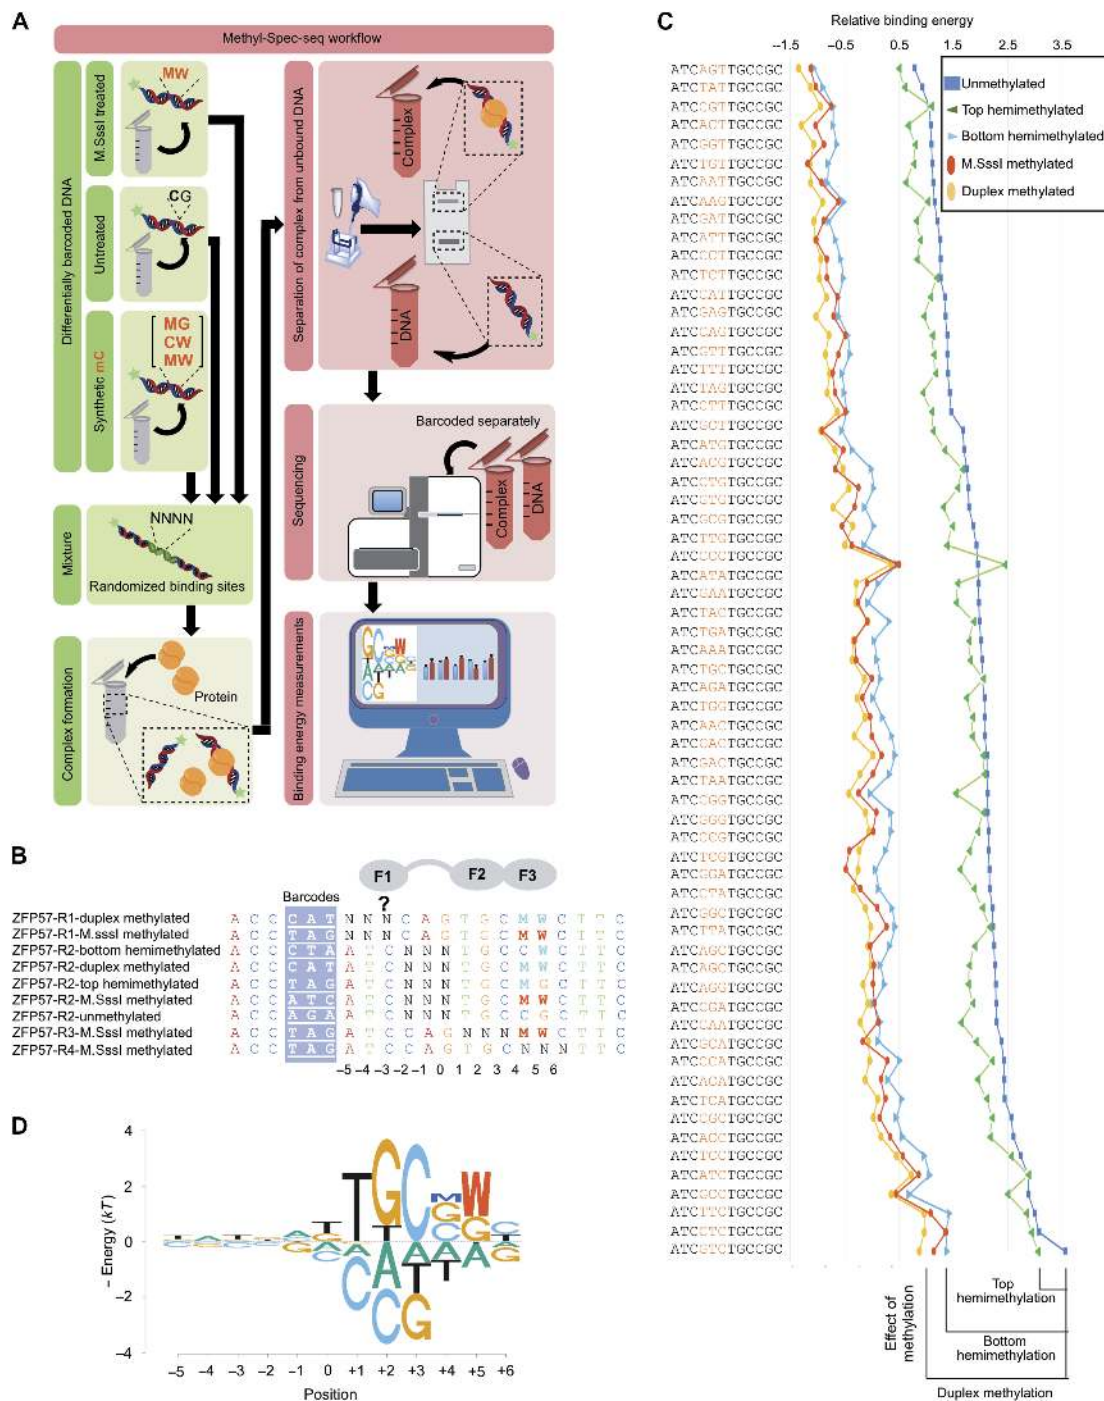 A
Methyl-Spec-seq workflow
Differentially barcoded DNA
M.SssI treated
MW
Untreated
CG
Synthetic mC
MG
CW
MW
Mixture
NNNN
Randomized binding sites
Complex formation
Protein
Separation of complex from unbound DNA
Complex
DNA
Sequencing
Barcoded separately
Complex
DNA
Binding energy measurements
B
F1
F2
F3
?
Barcodes
ZFP57-R1-duplex methylated A C C C A T N N N C A G T G C M W C T T C
ZFP57-R1-M.sssI methylated A C C T A G N N N C A G T G C M W C T T C
ZFP57-R2-bottom hemimethylated A C C C T A A T C N N N T G C C W C T T C
ZFP57-R2-duplex methylated A C C C A T A T C N N N T G C M W C T T C
ZFP57-R2-top hemimethylated A C C T A G A T C N N N T G C M G C T T C
ZFP57-R2-M.SssI methylated A C C A T C A T C N N N T G C M W C T T C
ZFP57-R2-unmethylated A C C A G A A T C N N N T G C C G C T T C
ZFP57-R3-M.SssI methylated A C C T A G A T C C A G N N N M W C T T C
ZFP57-R4-M.SssI methylated A C C T A G A T C C A G T G C N N N T T C
–5 –4 –3 –2 –1 0 1 2 3 4 5 6
C
Relative binding energy
--1.5 –0.5 0.5 1.5 2.5 3.5
Unmethylated
Top hemimethylated
Bottom hemimethylated
M.SssI methylated
Duplex methylated
ATCAGTTGCCGC
ATCTATTGCCGC
ATCCGTTGCCGC
ATCACTTGCCGC
ATCGGTTGCCGC
ATCTGTTGCCGC
ATCAATTGCCGC
ATCAAGTGCCGC
ATCGATTGCCGC
ATCATTTGCCGC
ATCCCTTGCCGC
ATCTCTTGCCGC
ATCCATTGCCGC
ATCGAGTGCCGC
ATCCAGTGCCGC
ATCGTTTGCCGC
ATCTTTTGCCGC
ATCTAGTGCCGC
ATCCTTTGCCGC
ATCGCTTGCCGC
ATCATGTGCCGC
ATCACGTGCCGC
ATCCTGTGCCGC
ATCCTGTGCCGC
ATCGCGTGCCGC
ATCTTGTGCCGC
ATCCCCTGCCGC
ATCATATGCCGC
ATCGAATGCCGC
ATCTACTGCCGC
ATCTGATGCCGC
ATCAAATGCCGC
ATCTGCTGCCGC
ATCAGATGCCGC
ATCTGGTGCCGC
ATCAACTGCCGC
ATCCACTGCCGC
ATCGACTGCCGC
ATCTAATGCCGC
ATCCGGTGCCGC
ATCGGGTGCCGC
ATCCCGTGCCGC
ATCTCGTGCCGC
ATCGGATGCCGC
ATCCTATGCCGC
ATCGGCTGCCGC
ATCTTATGCCGC
ATCAGCTGCCGC
ATCAGCTGCCGC
ATCAGGTGCCGC
ATCCGATGCCGC
ATCCAATGCCGC
ATCGCATGCCGC
ATCCCATGCCGC
ATCACATGCCGC
ATCTCATGCCGC
ATCCGCTGCCGC
ATCACCTGCCGC
ATCTCCTGCCGC
ATCATCTGCCGC
ATCGCCTGCCGC
ATCTTCTGCCGC
ATCCTCTGCCGC
ATCGTCTGCCGC
Effect of methylation
Top hemimethylation
Bottom hemimethylation
Duplex methylation
D
– Energy (kT)
4
2
0
–2
–4
–5 –4 –3 –2 –1 0 +1 +2 +3 +4 +5 +6
Position